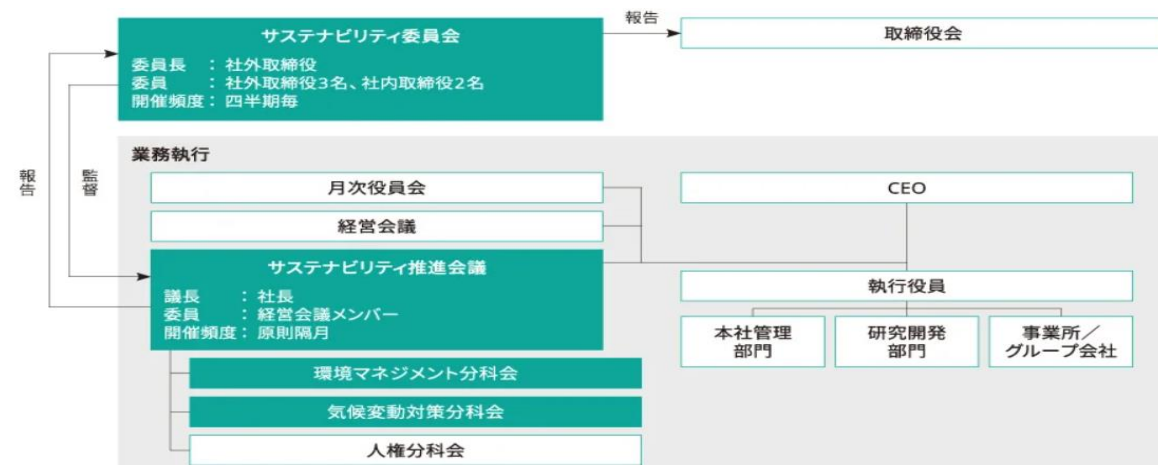 サステナビリティ委員会
委員長 : 社外取締役
委員 : 社外取締役3名、社内取締役2名
開催頻度 : 四半期毎
報告
取締役会
報告
監督
業務執行
月次役員会
経営会議
サステナビリティ推進会議
議長 : 社長
委員 : 経営会議メンバー
開催頻度 : 原則隔月
環境マネジメント分科会
気候変動対策分科会
人権分科会
CEO
執行役員
本社管理
部門
研究開発
部門
事業所／
グループ会社